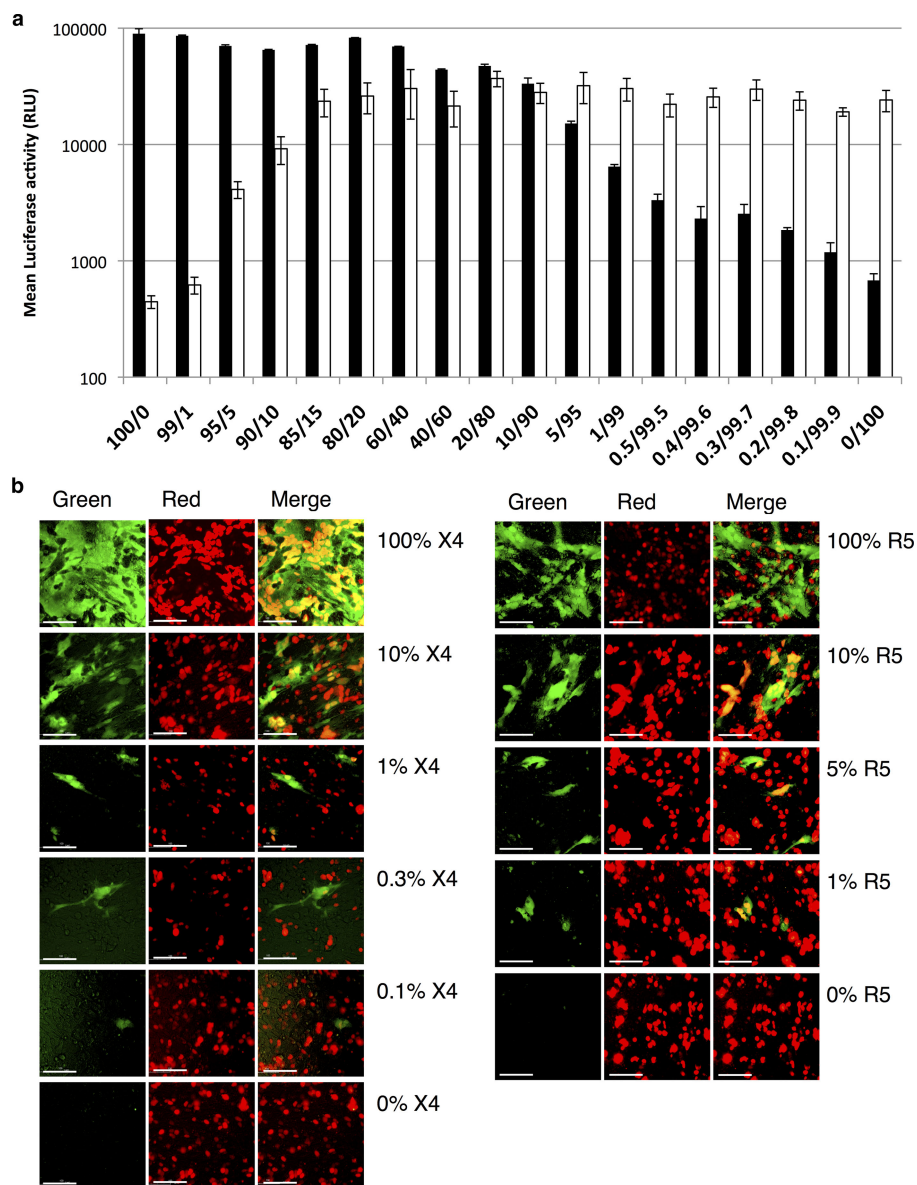 a
Mean Luciferase activity (RLU)
100000
10000
1000
100
100/0
99/1
95/5
90/10
85/15
80/20
60/40
40/60
20/80
10/90
5/95
1/99
0.5/99.5
0.4/99.6
0.3/99.7
0.2/99.8
0.1/99.9
0/100
b
Green Red Merge
100% X4
10% X4
1% X4
0.3% X4
0.1% X4
0% X4
Green Red Merge
100% R5
10% R5
5% R5
1% R5
0% R5